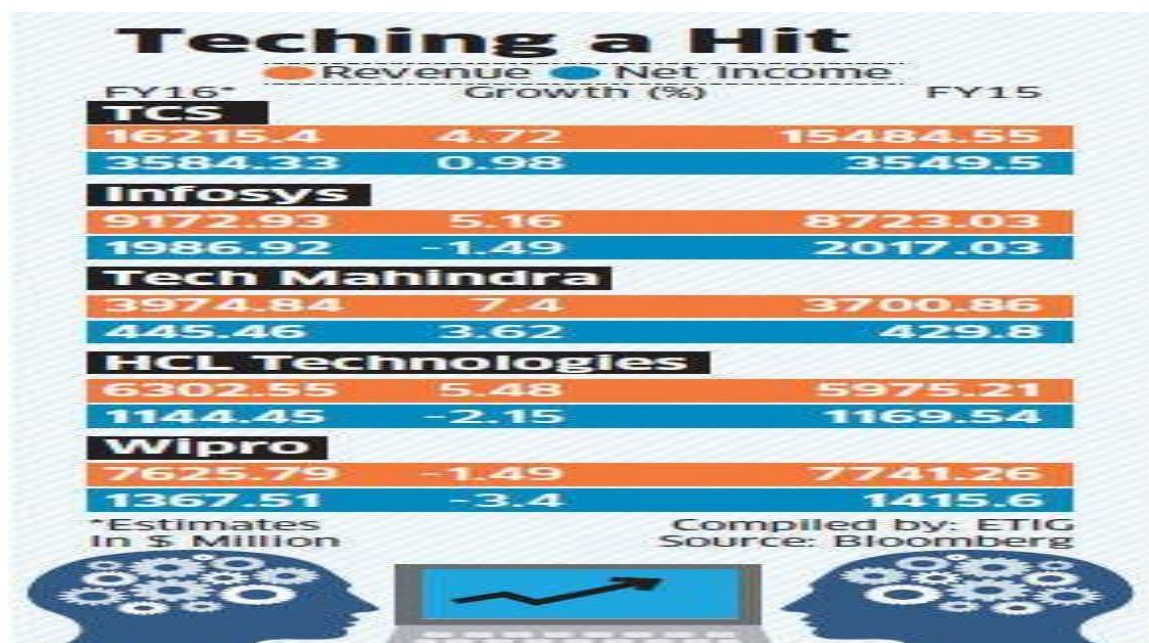 Teching a Hit
Revenue Net Income
FY16* Growth (%) FY15
TCS
16215.4 4.72 15484.55
3584.33 0.98 3549.5
Infosys
9172.93 5.16 8723.03
1986.92 -1.49 2017.03
Tech Mahindra
3974.84 7.4 3700.86
445.46 3.62 429.8
HCL Technologies
6302.55 5.48 5975.21
1144.45 -2.15 1169.54
Wipro
7625.79 -1.49 7741.26
1367.51 -3.4 1415.6
*Estimates Compiled by: ETIG
In $ Million Source: Bloomberg